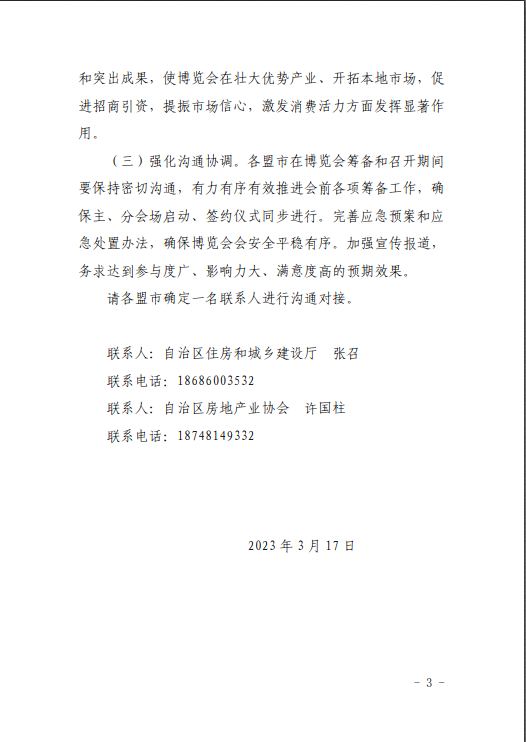 和突出成果，使博览会在壮大优势产业、开拓本地市场，促
进招商引资，提振市场信心，激发消费活力方面发挥显著作
用。
（三）强化沟通协调。各盟市在博览会筹备和召开期间
要保持密切沟通，有力有序有效推进会前各项筹备工作，确
保主、分会场启动、签约仪式同步进行。完善应急预案和应
急处置办法，确保博览会会安全平稳有序。加强宣传报道，
务求达到参与度广、影响力大、满意度高的预期效果。
请各盟市确定一名联系人进行沟通对接。
联系人：自治区住房和城乡建设厅　张召
联系电话：18686003532
联系人：自治区房地产业协会　许国柱
联系电话：18748149332
2023 年 3 月 17 日
- 3 -